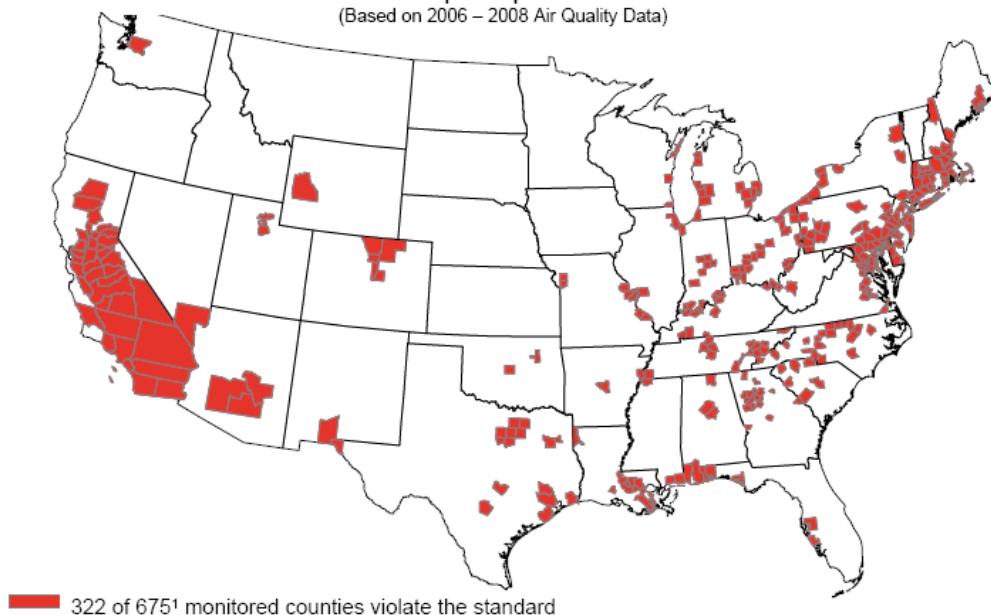 (Based on 2006 – 2008 Air Quality Data)
322 of 675¹ monitored counties violate the standard